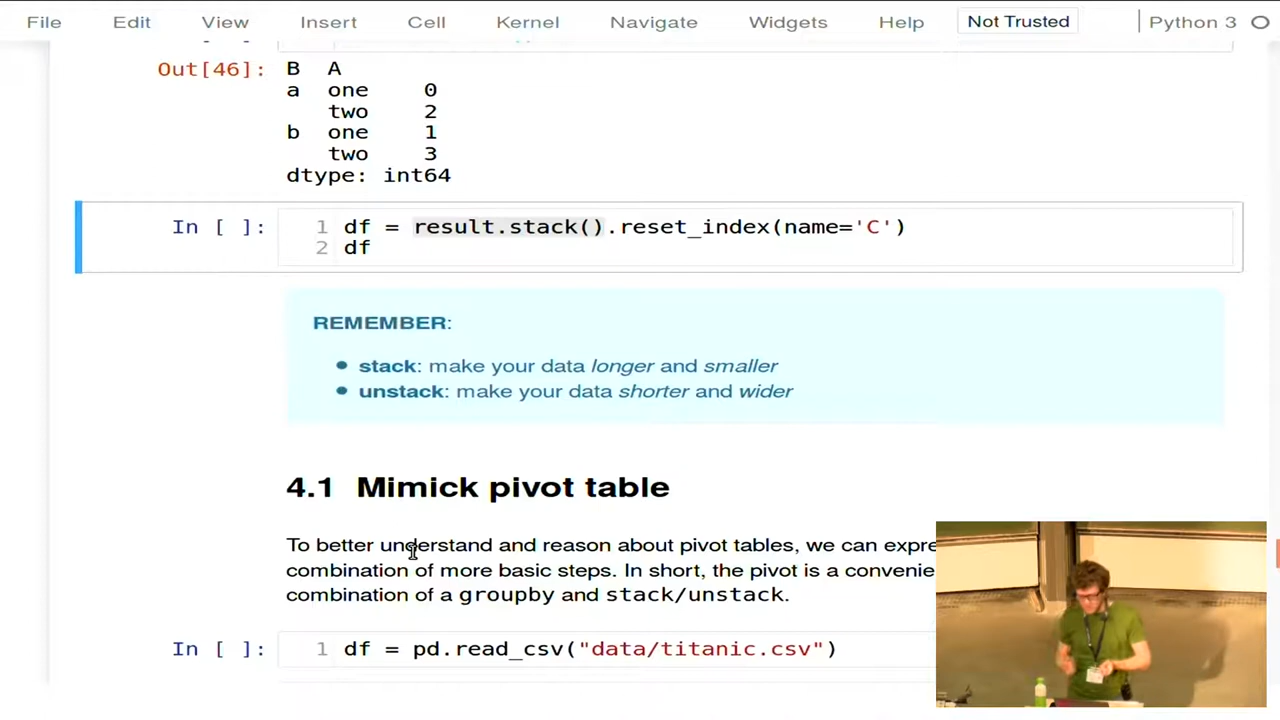 File Edit View Insert Cell Kernel Navigate Widgets Help Not Trusted Python 3
Out[46]: B A
a one 0
two 2
b one 1
two 3
dtype: int64
In [ ]: 1 df = result.stack().reset_index(name='C')
2 df
REMEMBER:
stack: make your data longer and smaller
unstack: make your data shorter and wider
4.1 Mimick pivot table
To better understand and reason about pivot tables, we can expre
combination of more basic steps. In short, the pivot is a convenie
combination of a groupby and stack/unstack.
In [ ]: 1 df = pd.read_csv("data/titanic.csv")